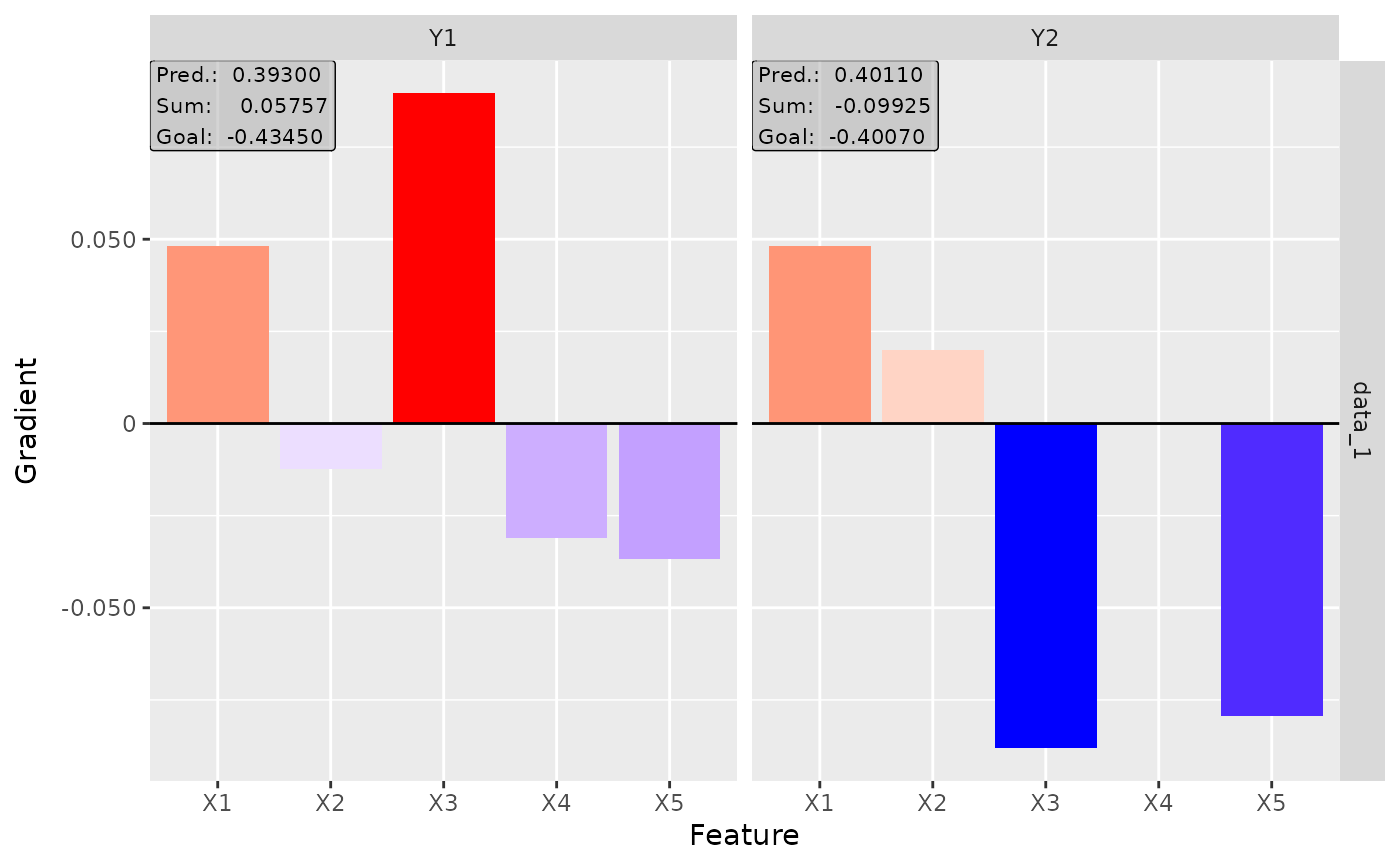 Y1
Y2
Pred.: 0.39300
Sum: 0.05757
Goal: -0.43450
Pred.: 0.40110
Sum: -0.09925
Goal: -0.40070
0.050
0
-0.050
Gradient
data_1
X1 X2 X3 X4 X5
X1 X2 X3 X4 X5
Feature